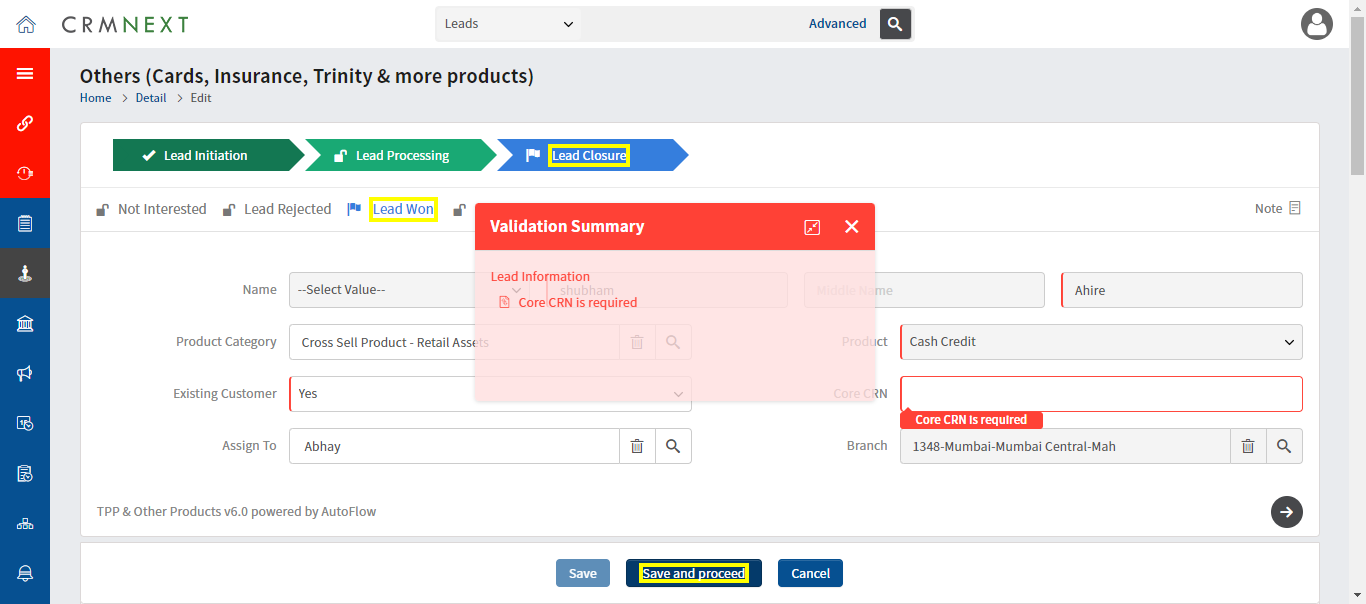 CRMNEXT
Leads
Advanced
Others (Cards, Insurance, Trinity & more products)
Home > Detail > Edit
Lead Initiation
Lead Processing
Lead Closure
Not Interested
Lead Rejected
Lead Won
Note
Validation Summary
Lead Information
Core CRN is required
Name
--Select Value--
shubham
Middle Name
Ahire
Product Category
Cross Sell Product - Retail Assets
Product
Cash Credit
Existing Customer
Yes
Core CRN
Core CRN Is required
Assign To
Abhay
Branch
1348-Mumbai-Mumbai Central-Mah
TPP & Other Products v6.0 powered by AutoFlow
Save
Save and proceed
Cancel